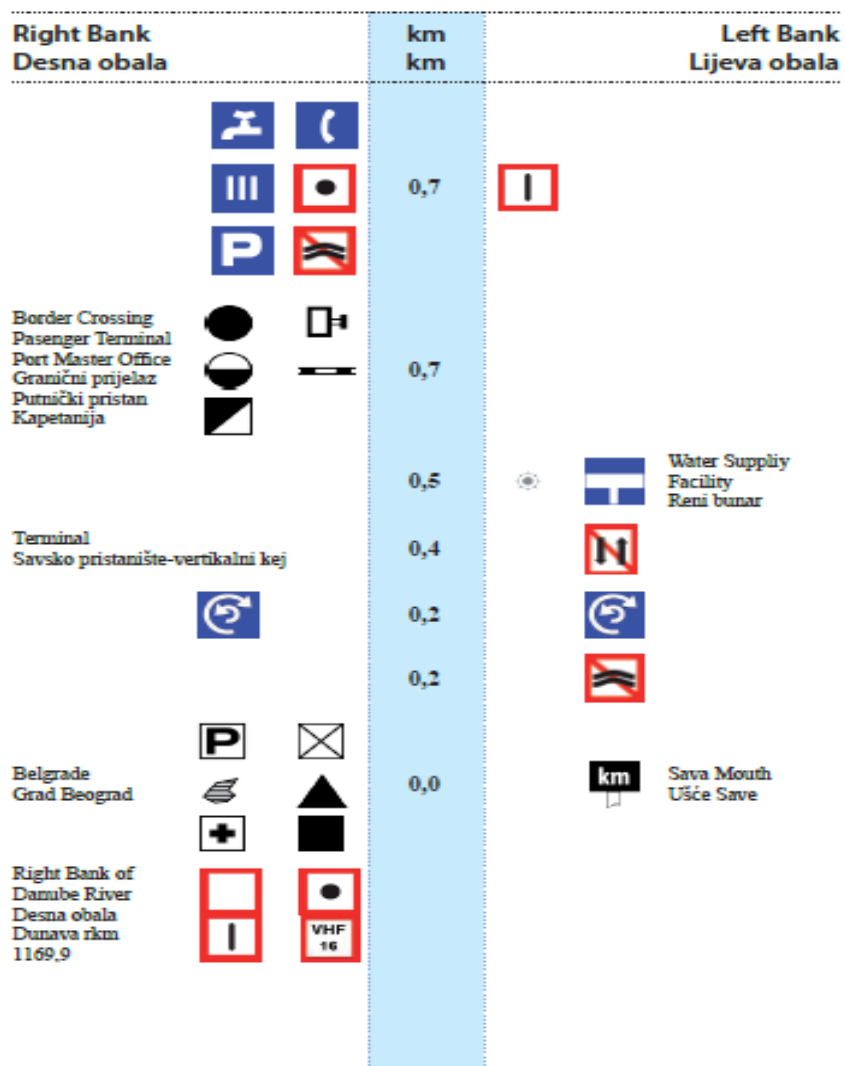 Right Bank
Desna obala
km
km
Left Bank
Lijeva obala
0,7
P
Border Crossing
Pasenger Terminal
Port Master Office
Granični prijelaz
Putnički pristan
Kapetanija
0,7
0,5
Water Suppliy
Facility
Reni bunar
Terminal
Savsko pristanište-vertikalni kej
0,4
0,2
0,2
P
Belgrade
Grad Beograd
0,0
km
Sava Mouth
Ušće Save
Right Bank of
Danube River
Desna obala
Dunava rkm
1169,9
VHF
16